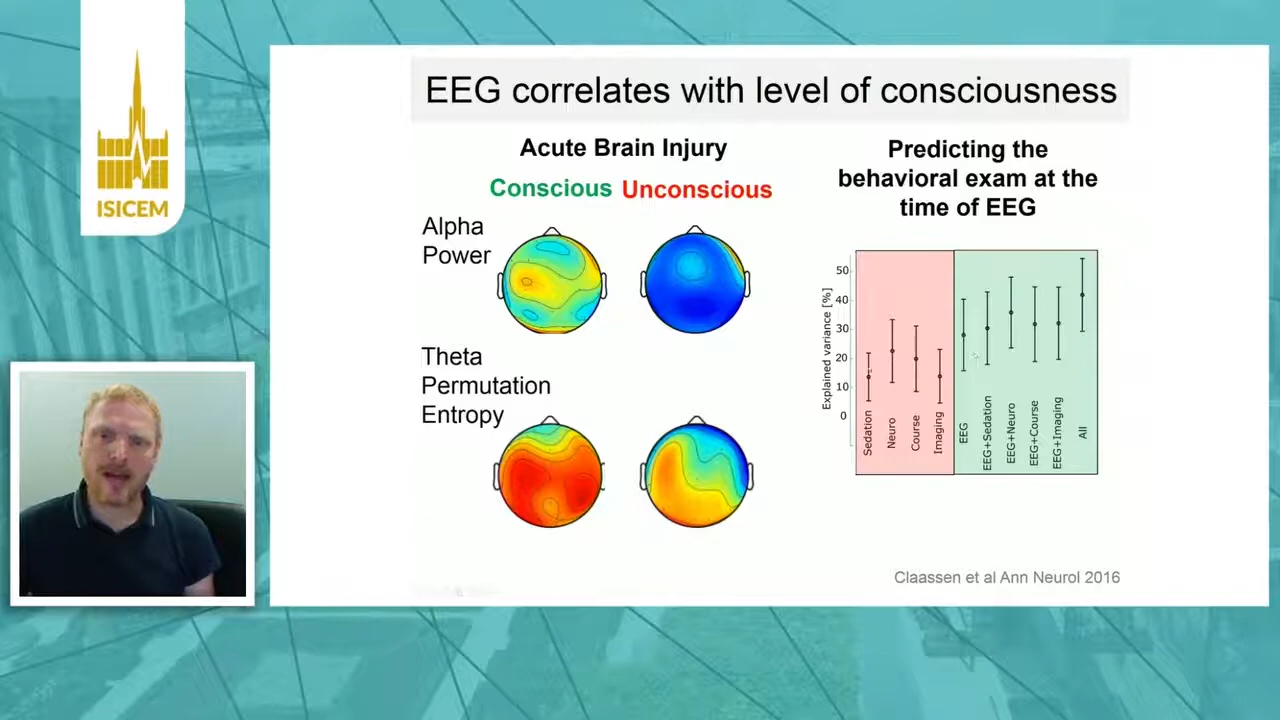 ISICEM
EEG correlates with level of consciousness
Acute Brain Injury
Conscious Unconscious
Alpha
Power
Theta
Permutation
Entropy
Predicting the
behavioral exam at the
time of EEG
Explained variance [%]
50
40
30
20
10
0
Sedation
Neuro
Course
Imaging
EEG
EEG+Sedation
EEG+Neuro
EEG+Course
EEG+Imaging
All
Claassen et al Ann Neurol 2016